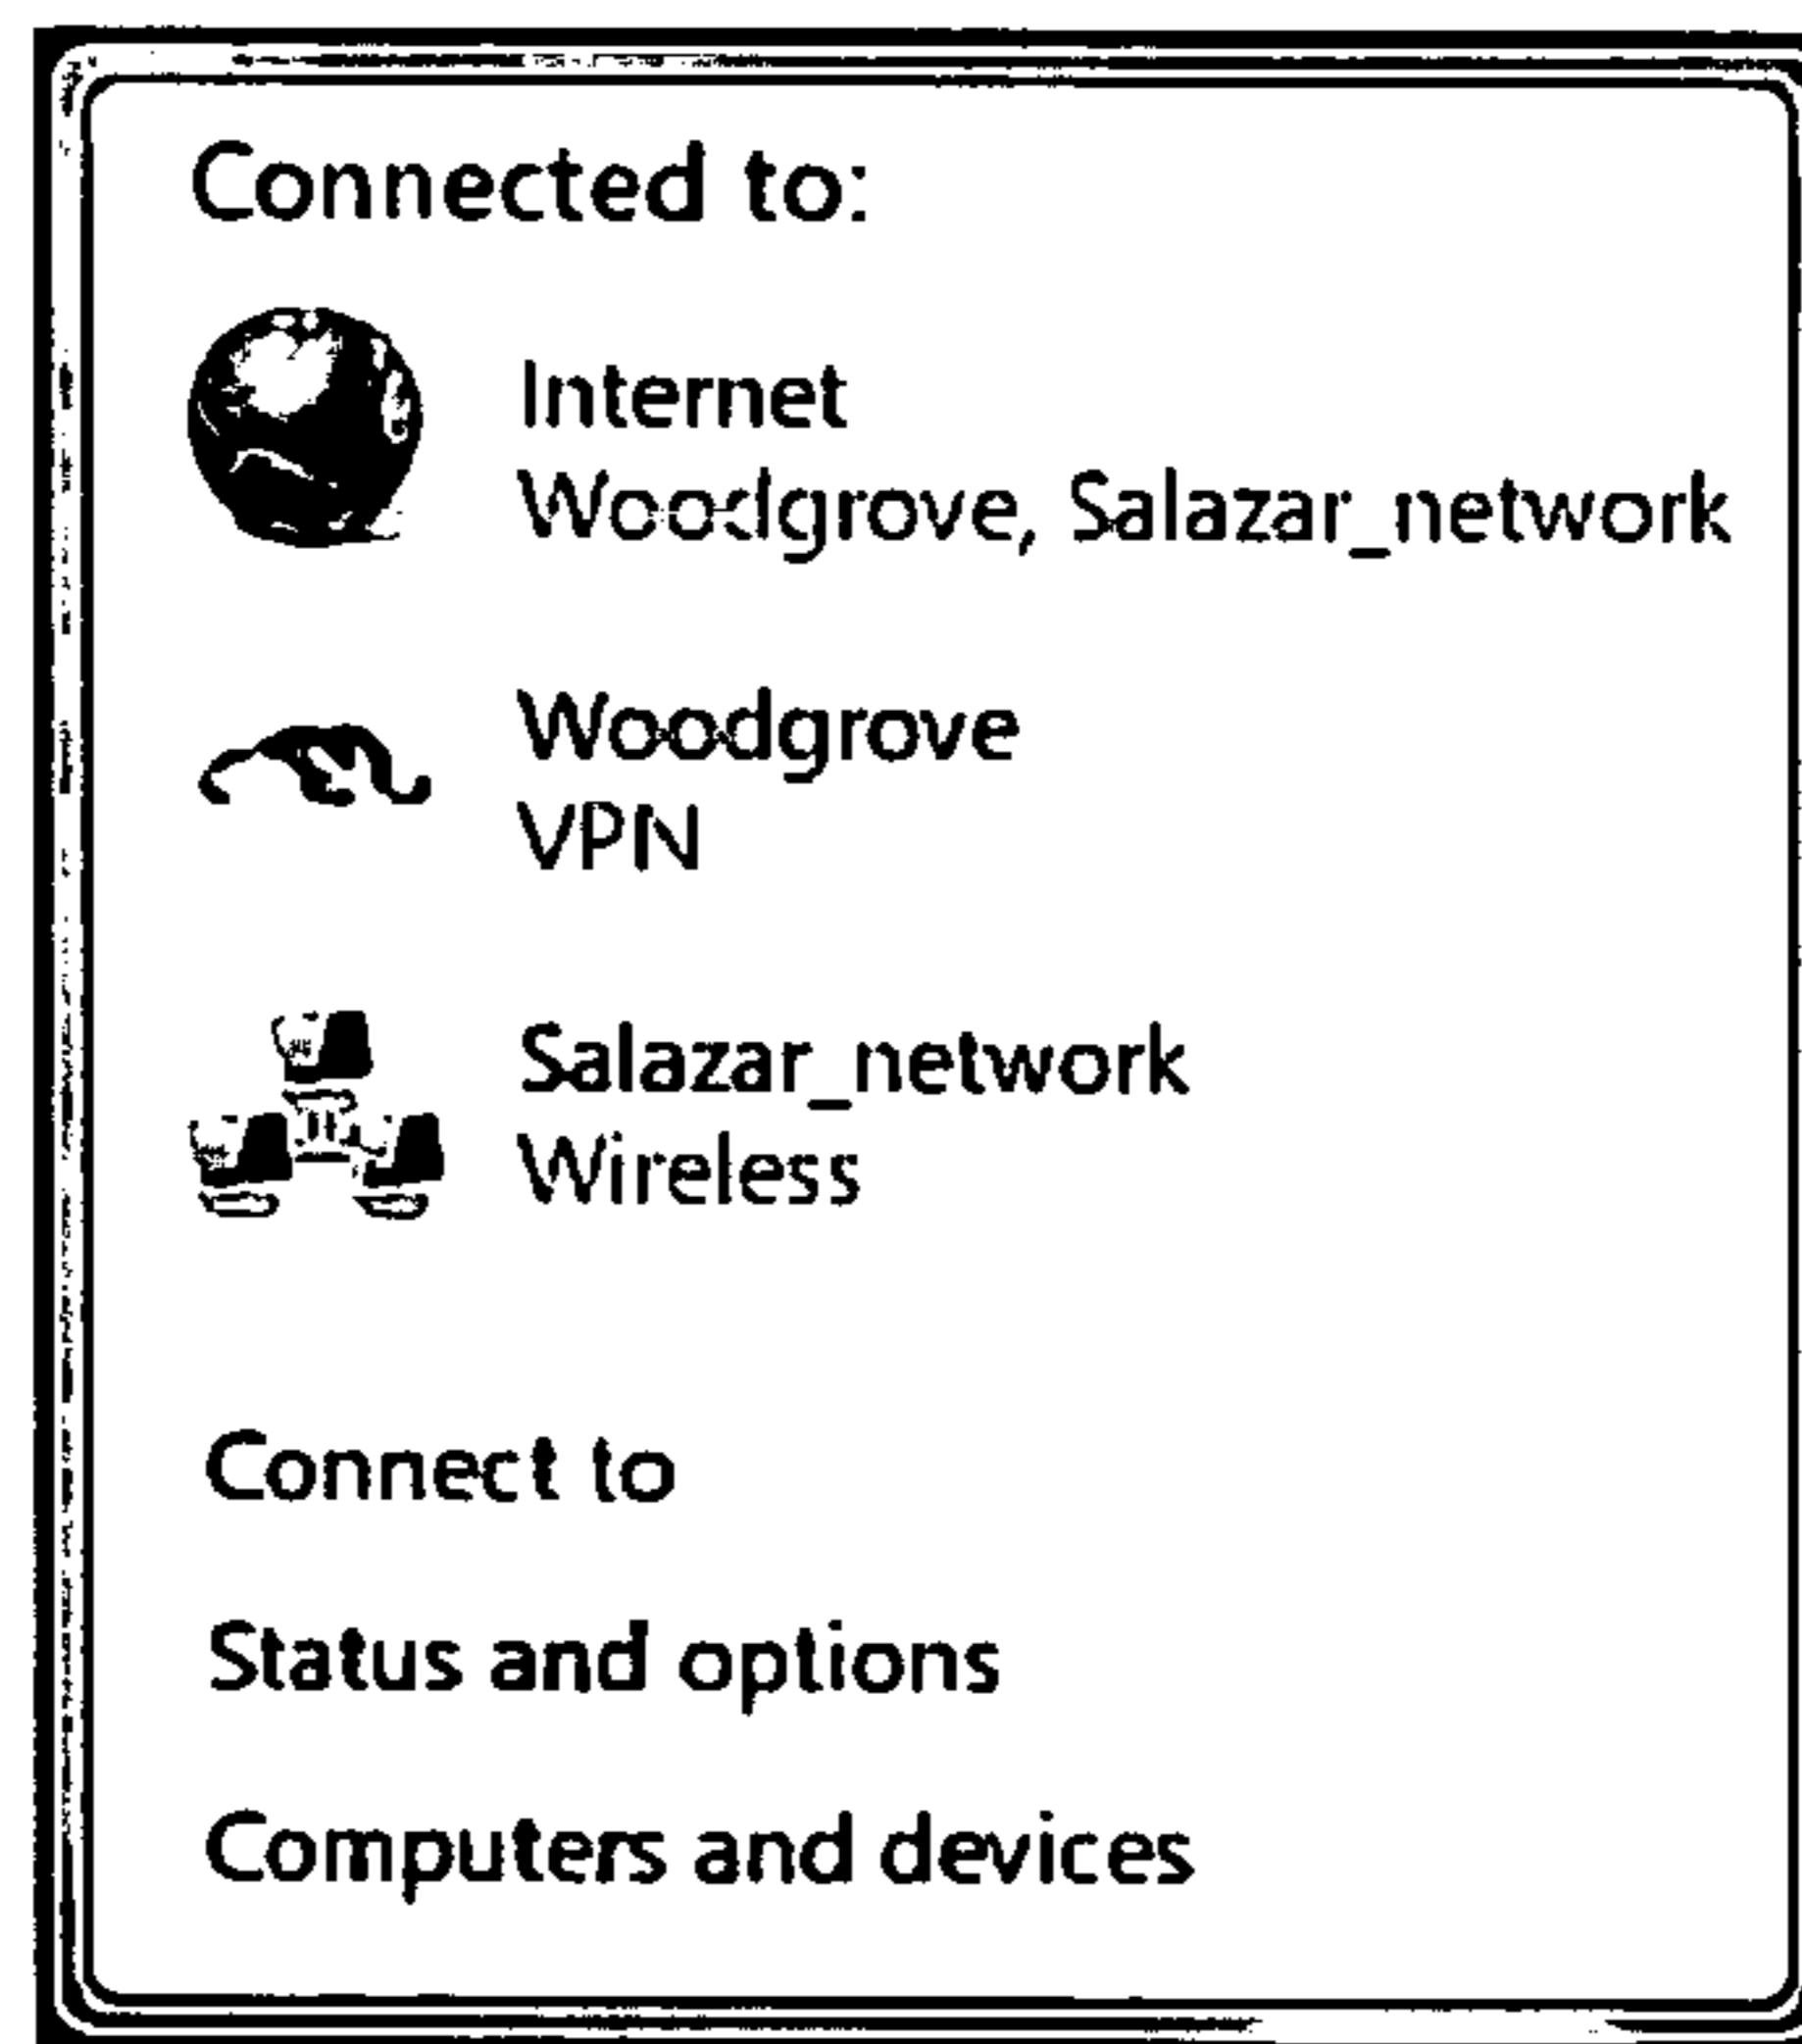 Connected to:
Internet
Woodgrove, Salazar_network
Woodgrove
VPN
Salazar_network
Wireless
Connect to
Status and options
Computers and devices